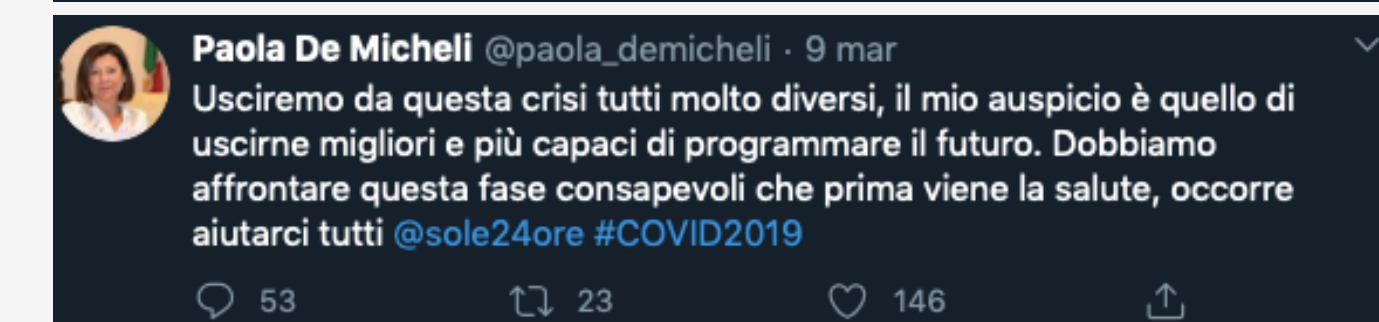 Paola De Micheli @paola_demicheli · 9 mar
Usciremo da questa crisi tutti molto diversi, il mio auspicio è quello di
uscirne migliori e più capaci di programmare il futuro. Dobbiamo
affrontare questa fase consapevoli che prima viene la salute, occorre
aiutarci tutti @sole24ore #COVID2019
53 23 146